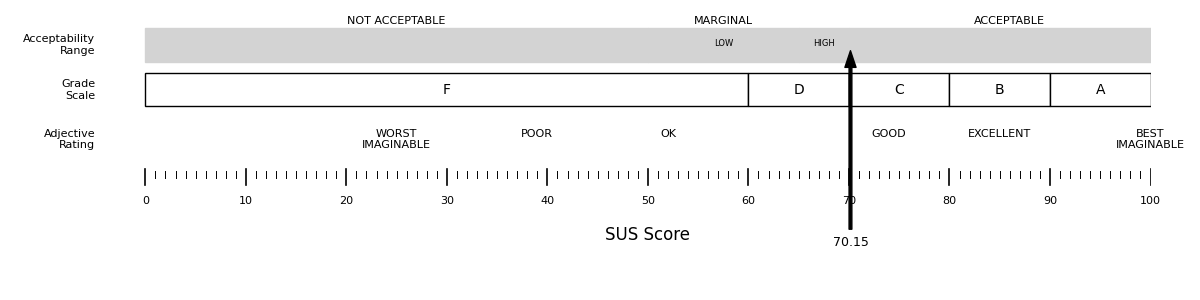 NOT ACCEPTABLE MARGINAL ACCEPTABLE
Acceptability
Range
LOW HIGH
Grade
Scale
F D C B A
Adjective
Rating
WORST
IMAGINABLE
POOR OK GOOD EXCELLENT
BEST
IMAGINABLE
0 10 20 30 40 50 60 70 80 90 100
SUS Score
70.15